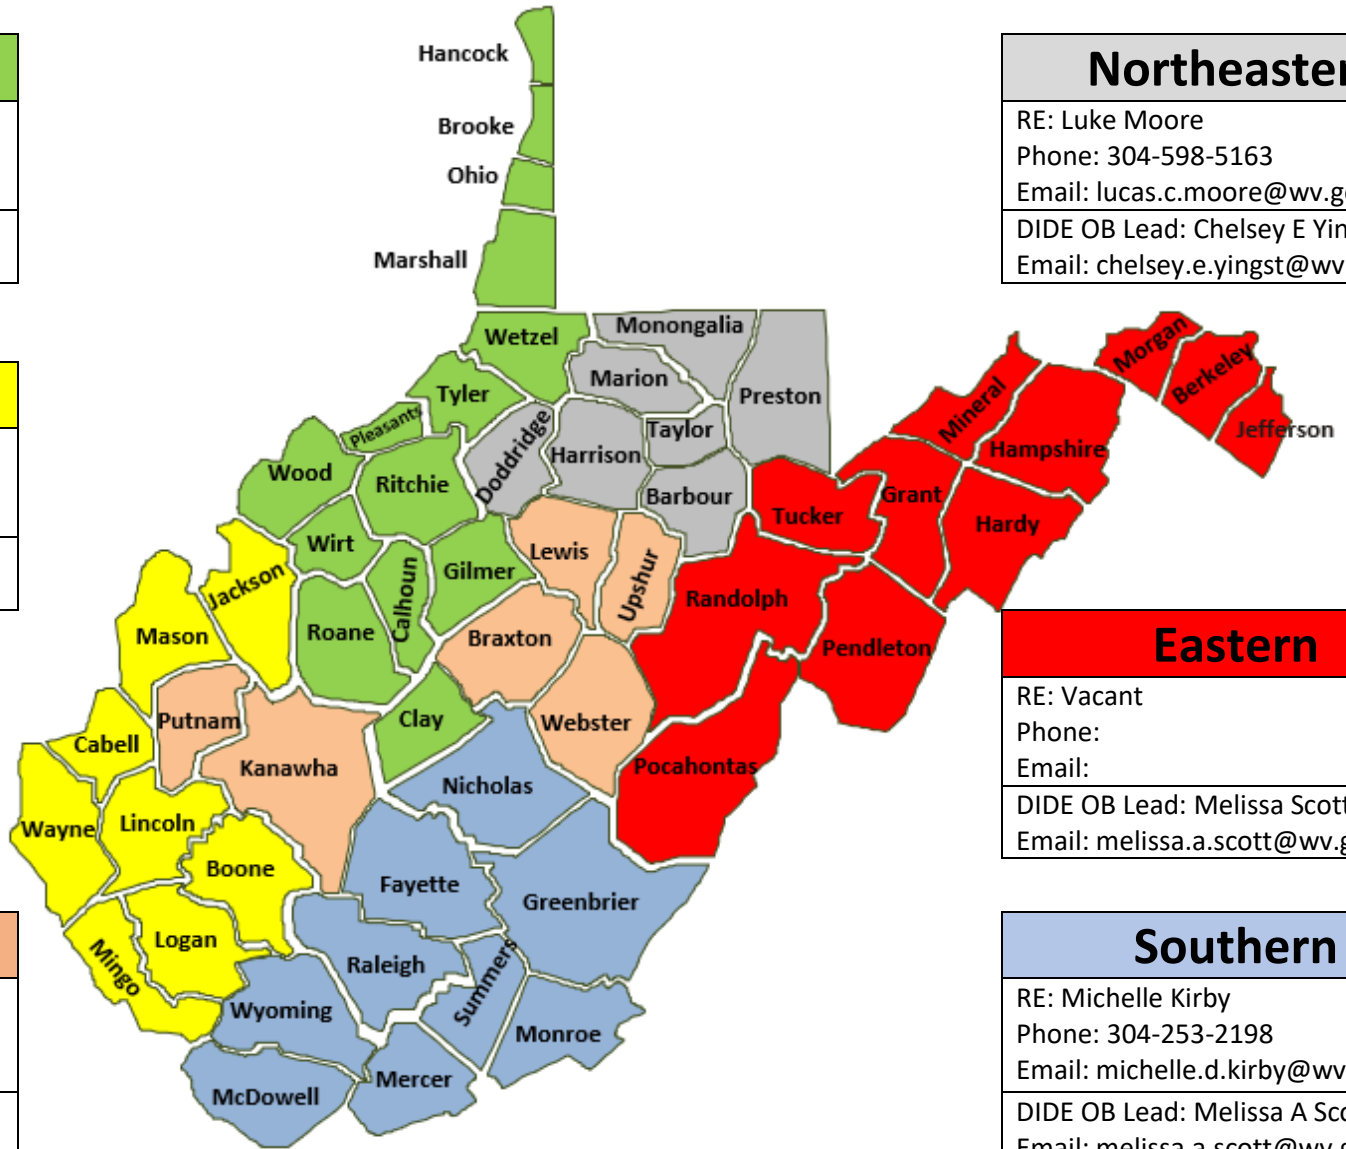 Hancock
Brooke
Ohio
Marshall
Wetzel
Monongalia
Marion
Preston
Tyler
Pleasants
Doddridge
Taylor
Harrison
Wood
Ritchie
Barbour
Morgan
Berkeley
Jefferson
Mineral
Hampshire
Grant
Tucker
Hardy
Wirt
Lewis
Upshur
Gilmer
Calhoun
Jackson
Randolph
Roane
Mason
Braxton
Pendleton
Clay
Webster
Putnam
Cabell
Kanawha
Pocahontas
Nicholas
Wayne
Lincoln
Boone
Fayette
Greenbrier
Logan
Mingo
Raleigh
Summers
Wyoming
Monroe
Mercer
McDowell
Northeaster
RE: Luke Moore
Phone: 304-598-5163
Email: lucas.c.moore@wv.g
DIDE OB Lead: Chelsey E Yin
Email: chelsey.e.yingst@wv
Eastern
RE: Vacant
Phone:
Email:
DIDE OB Lead: Melissa Scott
Email: melissa.a.scott@wv.g
Southern
RE: Michelle Kirby
Phone: 304-253-2198
Email: michelle.d.kirby@wv
DIDE OB Lead: Melissa A Sc
Email: melissa.a.scott@wv.g